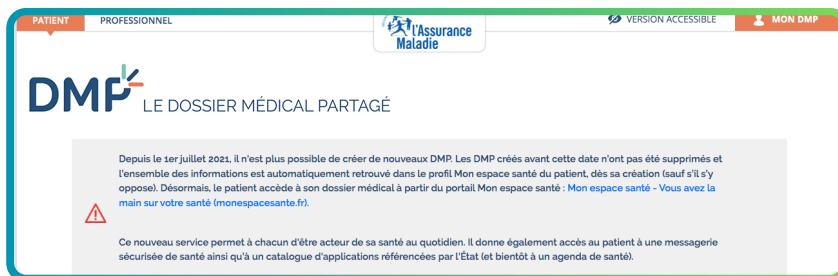 PATIENT PROFESSIONNEL l'Assurance Maladie VERSION ACCESSIBLE MON DMP
DMP LE DOSSIER MÉDICAL PARTAGÉ
Depuis le 1er juillet 2021, il n'est plus possible de créer de nouveaux DMP. Les DMP créés avant cette date n'ont pas été supprimés et
l'ensemble des informations est automatiquement retrouvé dans le profil Mon espace santé du patient, dès sa création (sauf s'il s'y
oppose). Désormais, le patient accède à son dossier médical à partir du portail Mon espace santé : Mon espace santé - Vous avez la
main sur votre santé (monespacesante.fr).
Ce nouveau service permet à chacun d'être acteur de sa santé au quotidien. Il donne également accès au patient à une messagerie
sécurisée de santé ainsi qu'à un catalogue d'applications référencées par l'État (et bientôt à un agenda de santé).